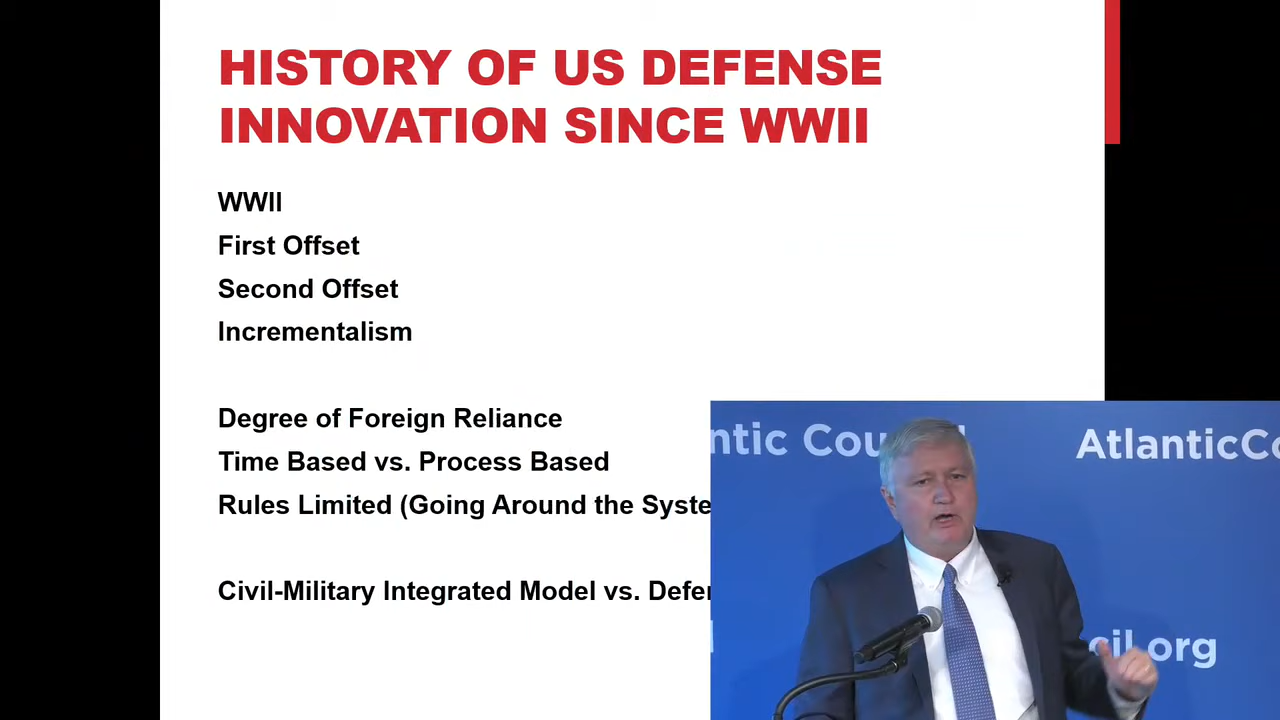 HISTORY OF US DEFENSE
INNOVATION SINCE WWII
WWII
First Offset
Second Offset
Incrementalism
Degree of Foreign Reliance
Time Based vs. Process Based
Rules Limited (Going Around the Syste
Civil-Military Integrated Model vs. Defen
ntic Cou l
AtlanticCo
cil.org